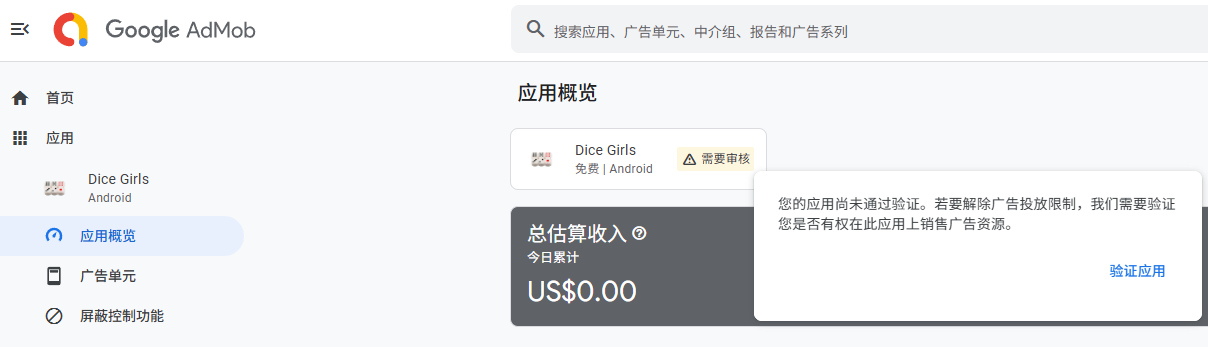 Google AdMob
搜索应用、广告单元、中介组、报告和广告系列
首页
应用
Dice Girls
Android
应用概览
广告单元
屏蔽控制功能
应用概览
Dice Girls
免费 | Android
需要审核
您的应用尚未通过验证。若要解除广告投放限制，我们需要验证
您是否有权在此应用上销售广告资源。
验证应用
总估算收入
今日累计
US$0.00